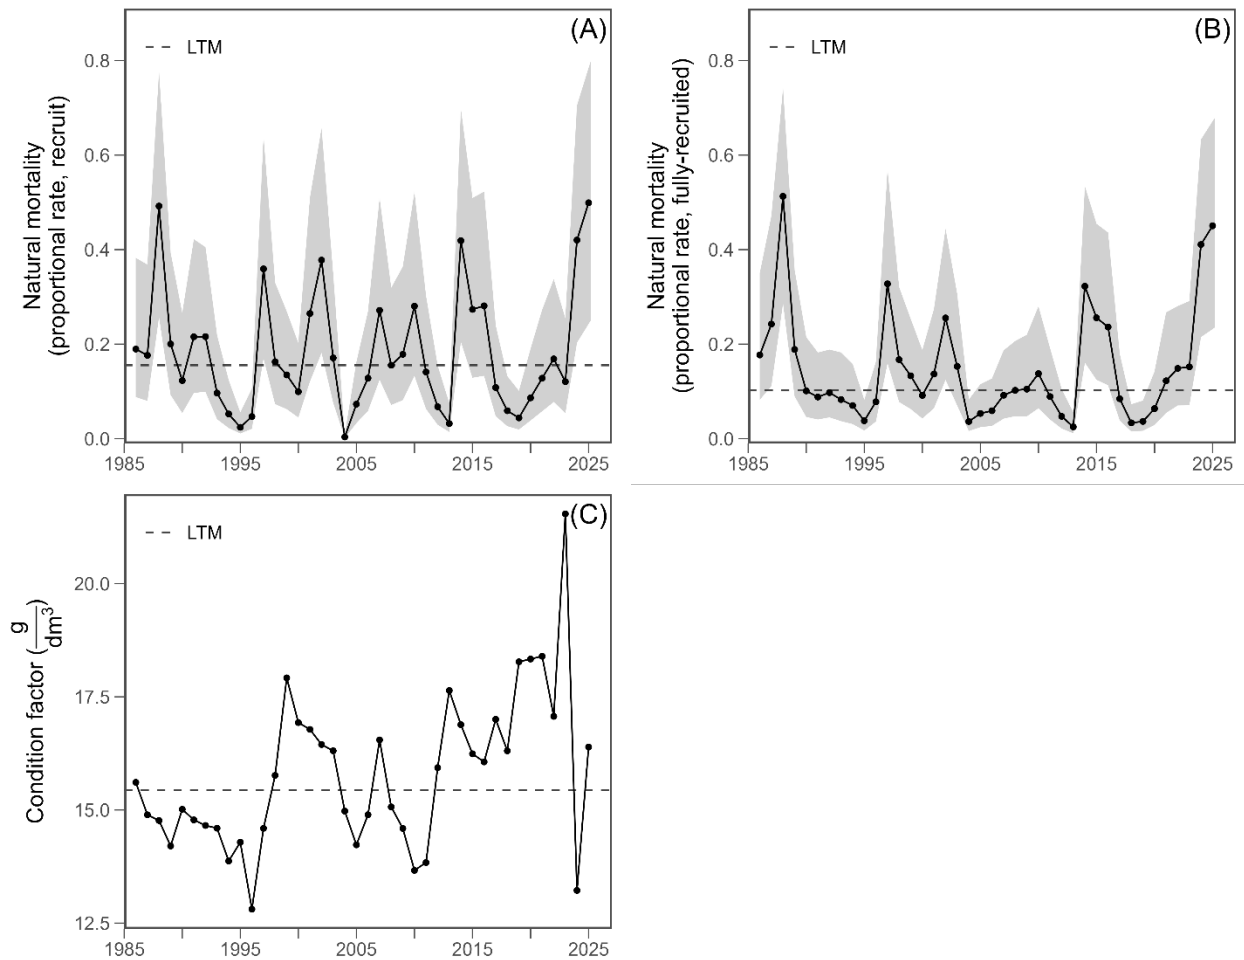 (A)
LTM
Natural mortality
(proportional rate, recruit)
0.8
0.6
0.4
0.2
0.0
1985
1995
2005
2015
2025
(B)
LTM
Natural mortality
(proportional rate, fully-recruited)
0.8
0.6
0.4
0.2
0.0
1985
1995
2005
2015
2025
(C)
LTM
Condition factor (g/dm³)
20.0
17.5
15.0
12.5
1985
1995
2005
2015
2025